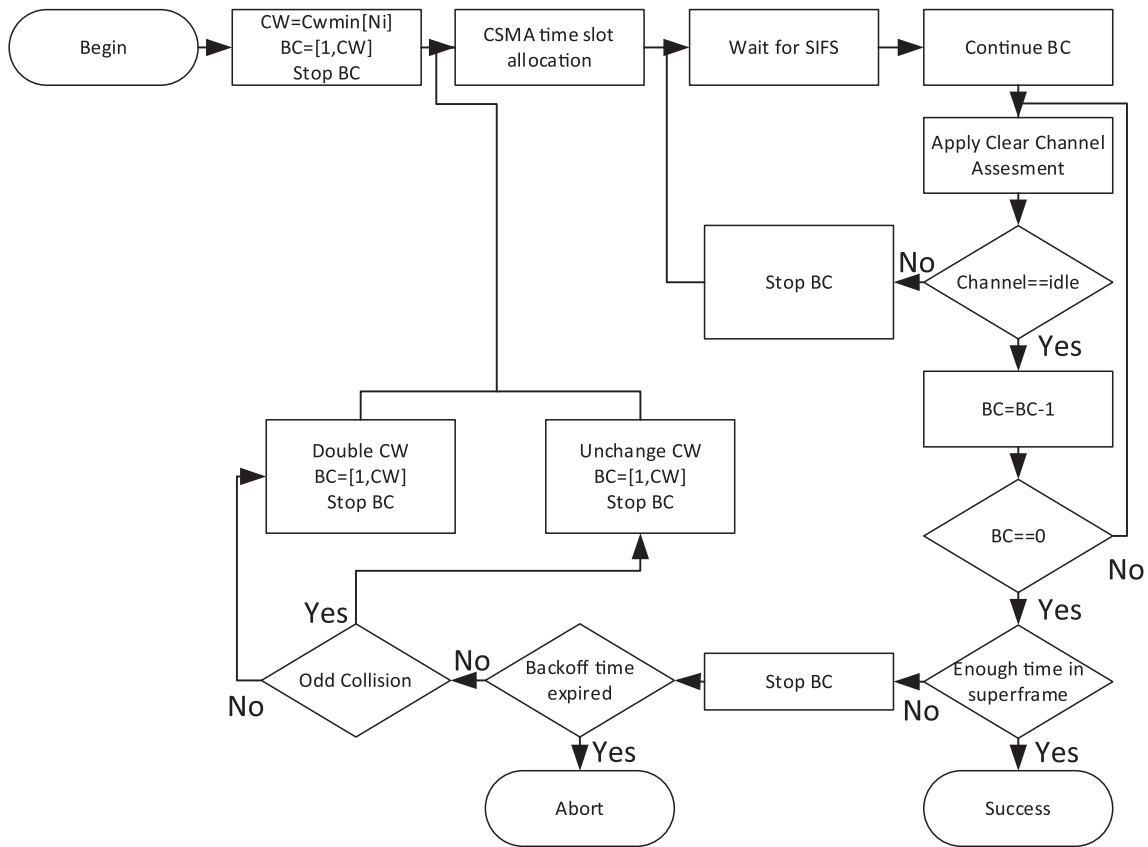 Begin
CW=Cwmin[Ni]
BC=[1,CW]
Stop BC
CSMA time slot
allocation
Wait for SIFS
Continue BC
Apply Clear Channel
Assesment
Channel==idle
No
Stop BC
Yes
BC=BC-1
BC==0
No
Yes
Double CW
BC=[1,CW]
Stop BC
Unchange CW
BC=[1,CW]
Stop BC
Enough time in
superframe
No
Yes
Stop BC
Backoff time
expired
No
Yes
Odd Collision
Yes
No
Abort
Success